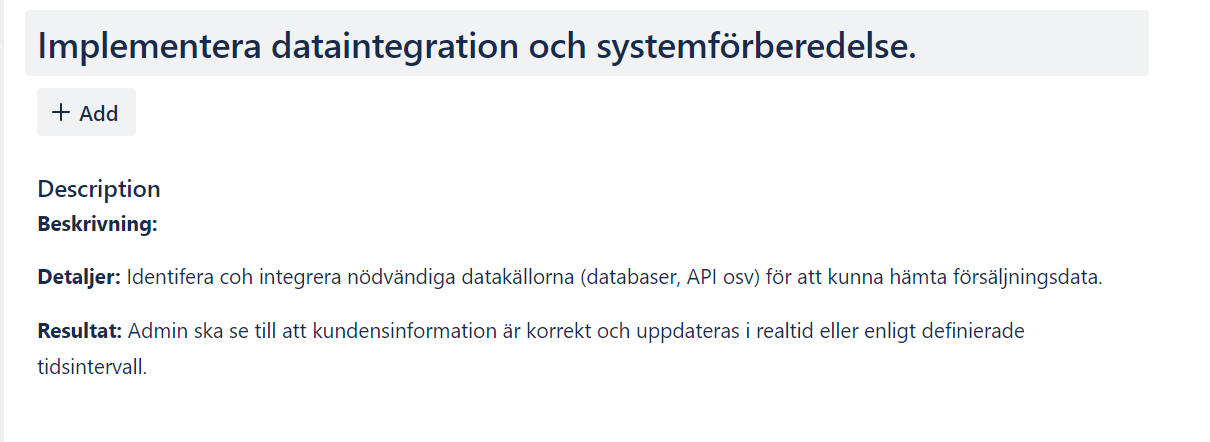 Implementera dataintegration och systemförberedelse.
+ Add
Description
Beskrivning:
Detaljer: Identifera coh integrera nödvändiga datakällorna (databaser, API osv) för att kunna hämta försäljningsdata.
Resultat: Admin ska se till att kundensinformation är korrekt och uppdateras i realtid eller enligt definierade
tidsintervall.